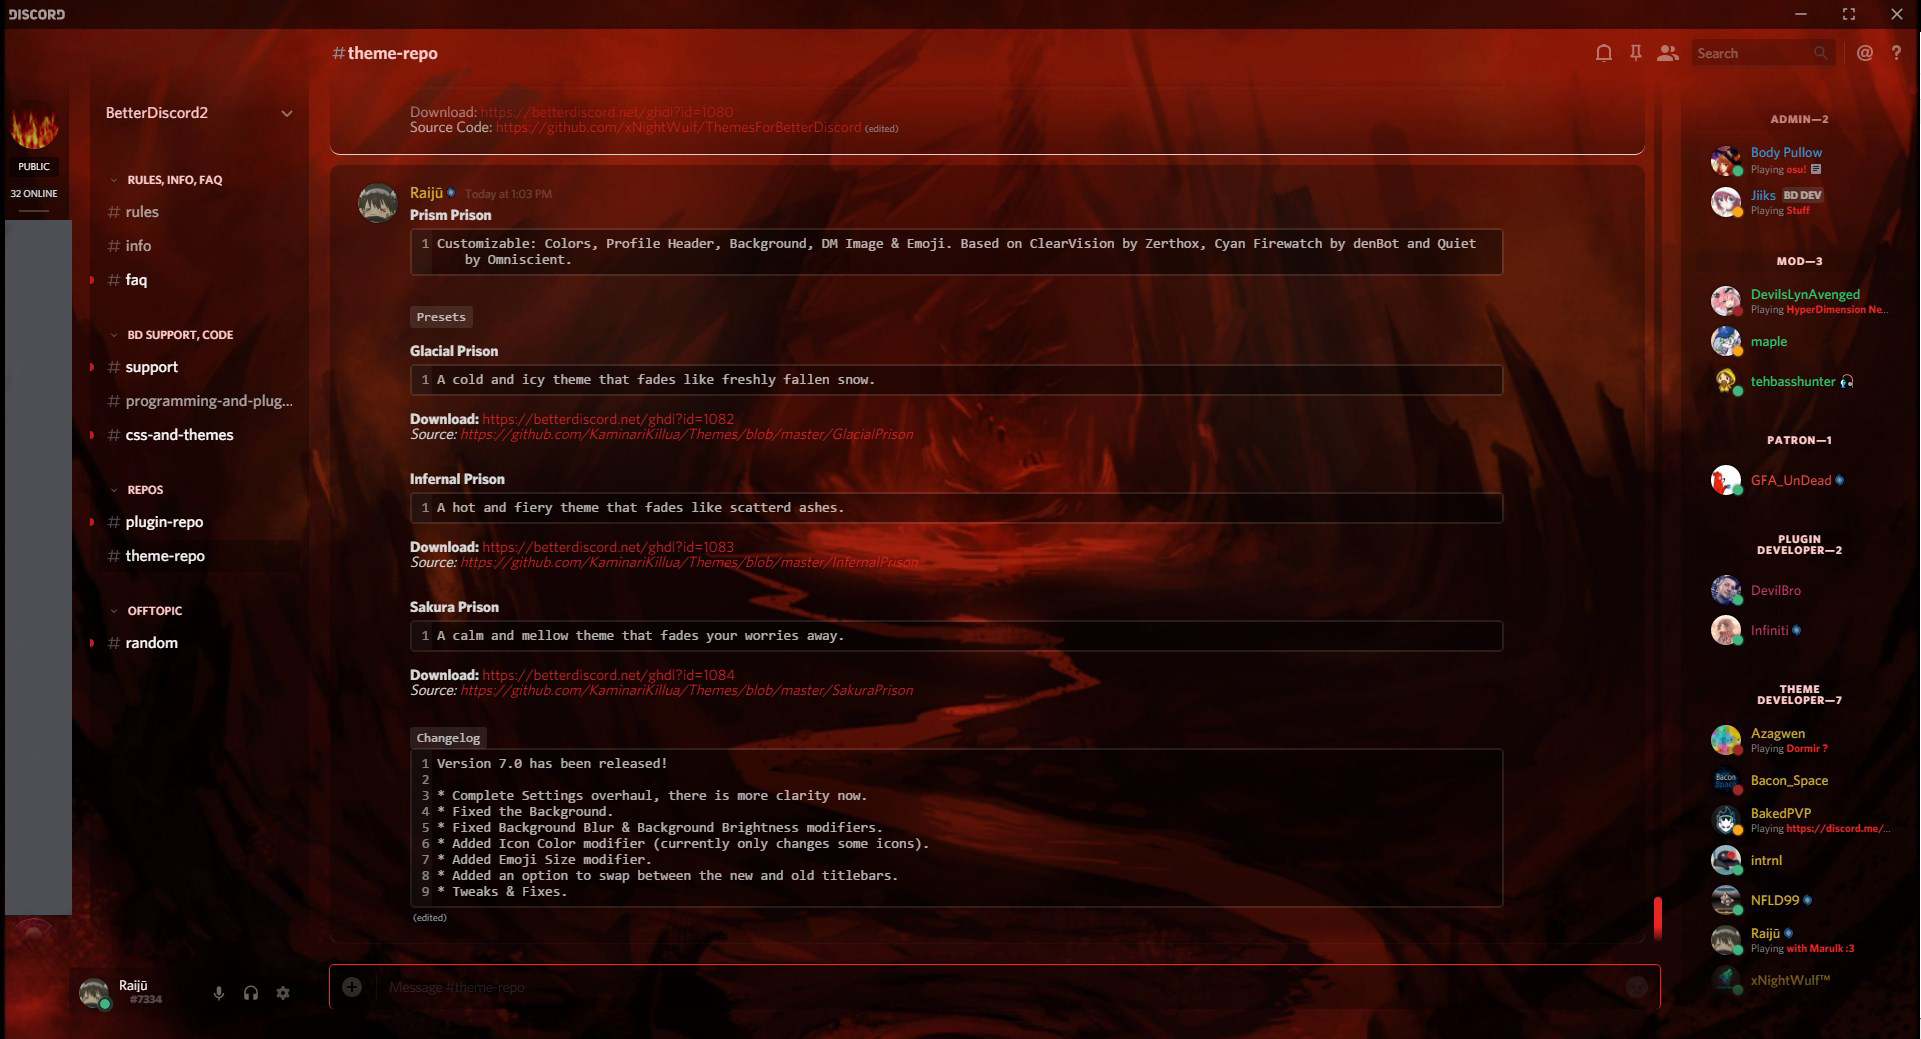 DISCORD
#theme-repo
Search
PUBLIC
32 ONLINE
BetterDiscord2
RULES, INFO, FAQ
# rules
# info
# faq
BD SUPPORT, CODE
# support
# programming-and-plug...
# css-and-themes
REPOS
# plugin-repo
# theme-repo
OFFTOPIC
# random
Raijū
#7334
Download: https://betterdiscord.net/ghdl?id=1080
Source Code: https://github.com/xNightWulf/ThemesForBetterDiscord (edited)
Raijū Today at 1:03 PM
Prism Prison
1 Customizable: Colors, Profile Header, Background, DM Image & Emoji. Based on ClearVision by Zerthox, Cyan Firewatch by denBot and Quiet
by Omniscient.
Presets
Glacial Prison
1 A cold and icy theme that fades like freshly fallen snow.
Download: https://betterdiscord.net/ghdl?id=1082
Source: https://github.com/KaminariKillua/Themes/blob/master/GlacialPrison
Infernal Prison
1 A hot and fiery theme that fades like scatterd ashes.
Download: https://betterdiscord.net/ghdl?id=1083
Source: https://github.com/KaminariKillua/Themes/blob/master/InfernalPrison
Sakura Prison
1 A calm and mellow theme that fades your worries away.
Download: https://betterdiscord.net/ghdl?id=1084
Source: https://github.com/KaminariKillua/Themes/blob/master/SakuraPrison
Changelog
1 Version 7.0 has been released!
2
3 * Complete Settings overhaul, there is more clarity now.
4 * Fixed the Background.
5 * Fixed Background Blur & Background Brightness modifiers.
6 * Added Icon Color modifier (currently only changes some icons).
7 * Added Emoji Size modifier.
8 * Added an option to swap between the new and old titlebars.
9 * Tweaks & Fixes.
(edited)
Message #theme-repo
ADMIN—2
Body Pullow
Playing osu!
Jiiks BD DEV
Playing Stuff
MOD—3
DevilsLynAvenged
Playing HyperDimension Ne...
maple
tehbasshunter
PATRON—1
GFA_UnDead
PLUGIN
DEVELOPER—2
DevilBro
Infiniti
THEME
DEVELOPER—7
Azagwen
Playing Dormir ?
Bacon_Space
BakedPVP
Playing https://discord.me/...
intrnl
NFLD99
Raijū
Playing with Marulk :3
xNightWulf™